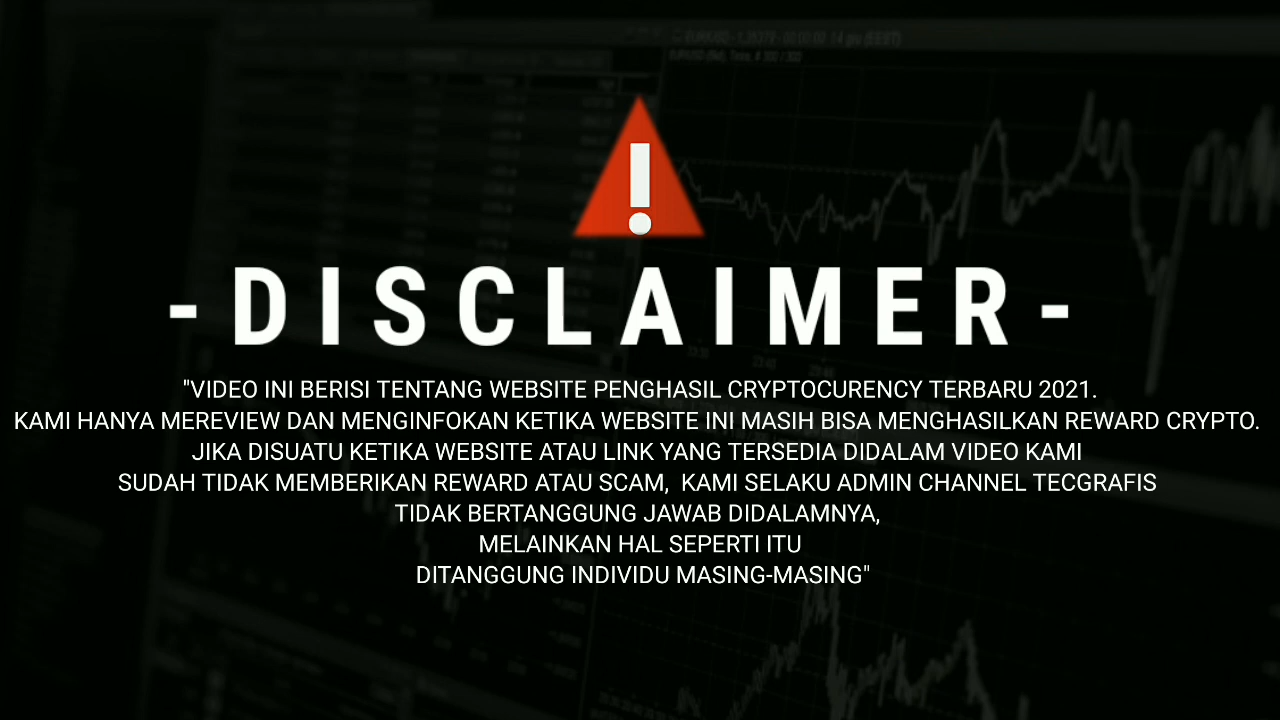 !
- DISCLAIMER -
"VIDEO INI BERISI TENTANG WEBSITE PENGHASIL CRYPTOCURENCY TERBARU 2021.
KAMI HANYA MEREVIEW DAN MENGINFOKAN KETIKA WEBSITE INI MASIH BISA MENGHASILKAN REWARD CRYPTO.
JIKA DISUATU KETIKA WEBSITE ATAU LINK YANG TERSEDIA DIDALAM VIDEO KAMI
SUDAH TIDAK MEMBERIKAN REWARD ATAU SCAM, KAMI SELAKU ADMIN CHANNEL TECGRAFIS
TIDAK BERTANGGUNG JAWAB DIDALAMNYA,
MELAINKAN HAL SEPERTI ITU
DITANGGUNG INDIVIDU MASING-MASING"